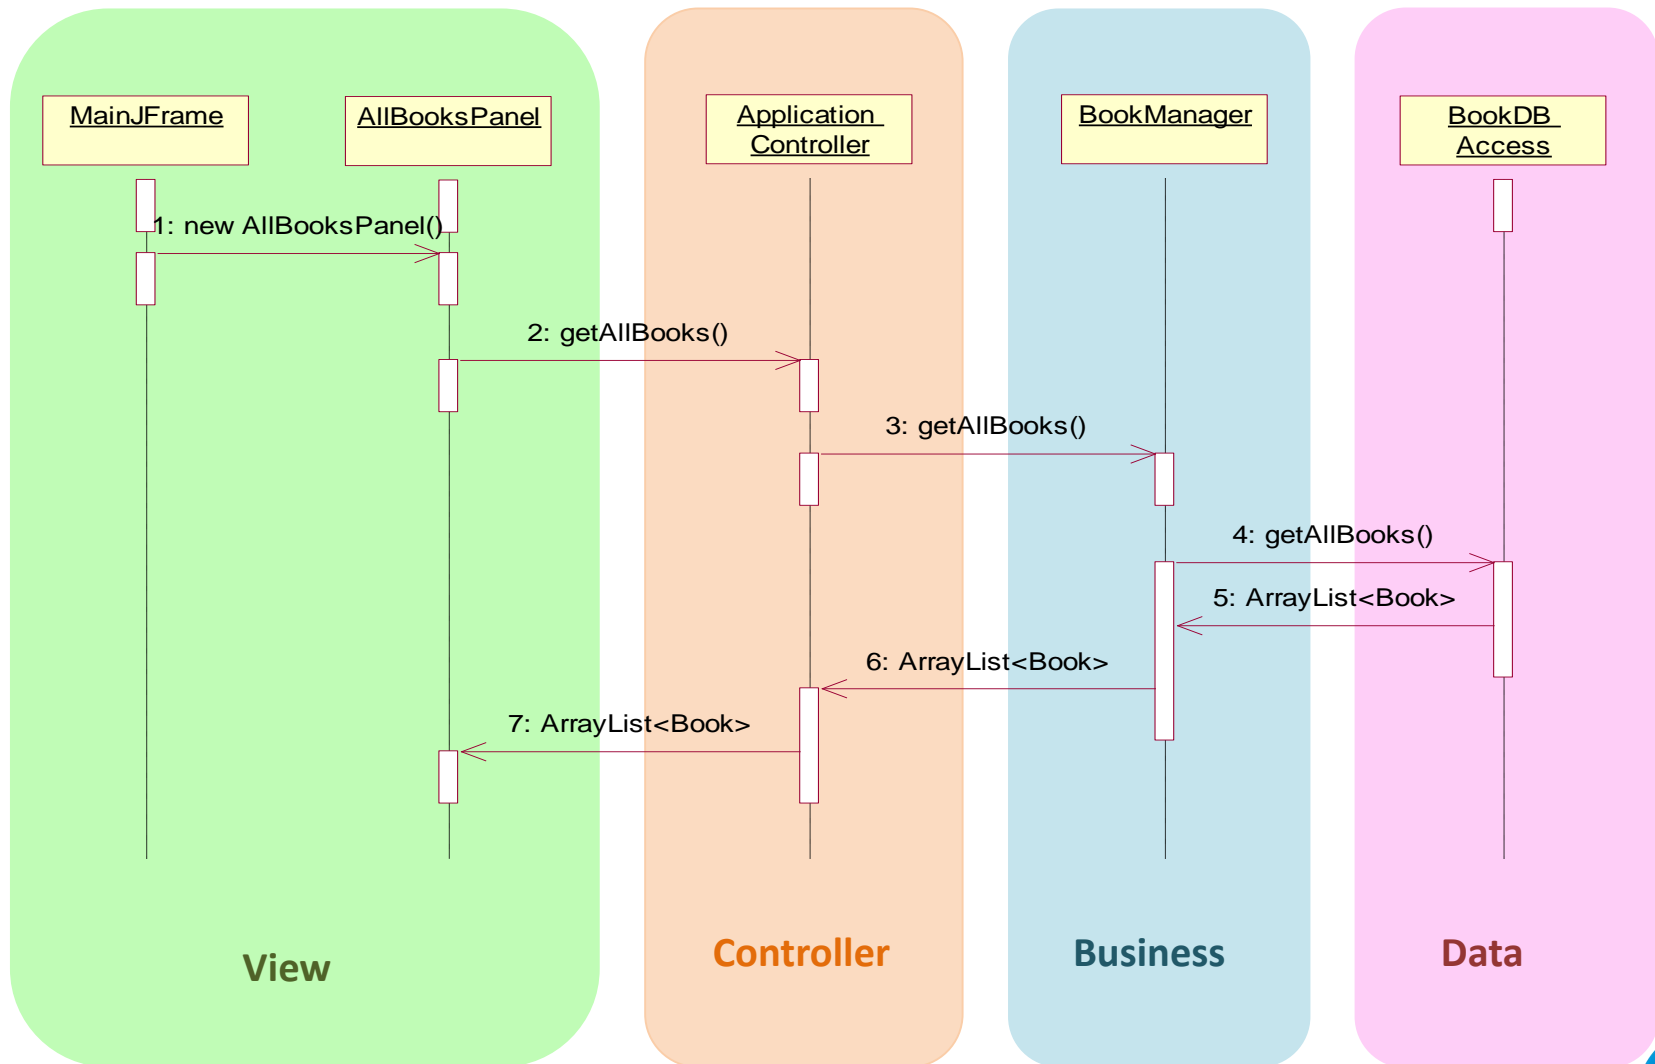 MainJFrame
AllBooksPanel
Application
Controller
BookManager
BookDB
Access
1: new AllBooksPanel()
2: getAllBooks()
3: getAllBooks()
4: getAllBooks()
5: ArrayList<Book>
6: ArrayList<Book>
7: ArrayList<Book>
View
Controller
Business
Data